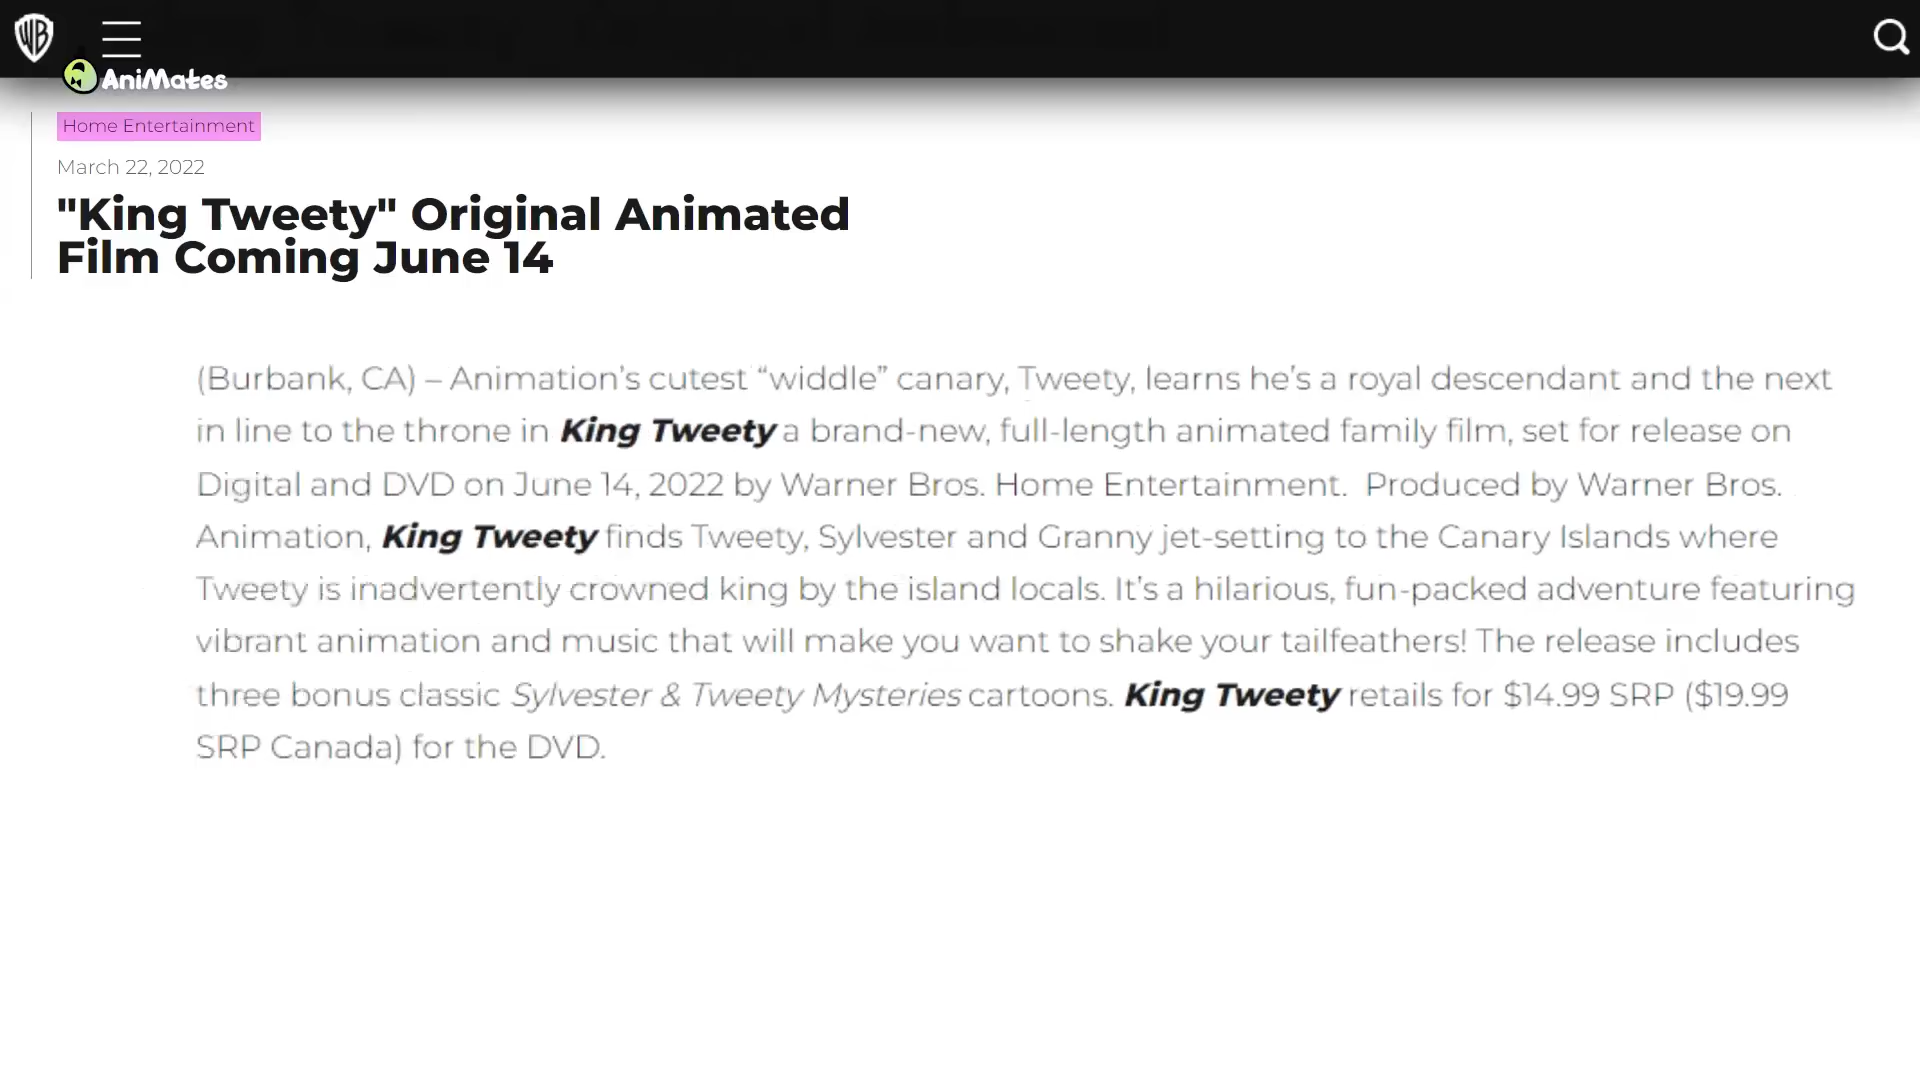 WB
AniMates
Home Entertainment
March 22, 2022
"King Tweety" Original Animated
Film Coming June 14
(Burbank, CA) – Animation’s cutest “widdle” canary, Tweety, learns he’s a royal descendant and the next
in line to the throne in King Tweety a brand-new, full-length animated family film, set for release on
Digital and DVD on June 14, 2022 by Warner Bros. Home Entertainment.  Produced by Warner Bros.
Animation, King Tweety finds Tweety, Sylvester and Granny jet-setting to the Canary Islands where
Tweety is inadvertently crowned king by the island locals. It’s a hilarious, fun-packed adventure featuring
vibrant animation and music that will make you want to shake your tailfeathers! The release includes
three bonus classic Sylvester & Tweety Mysteries cartoons. King Tweety retails for $14.99 SRP ($19.99
SRP Canada) for the DVD.